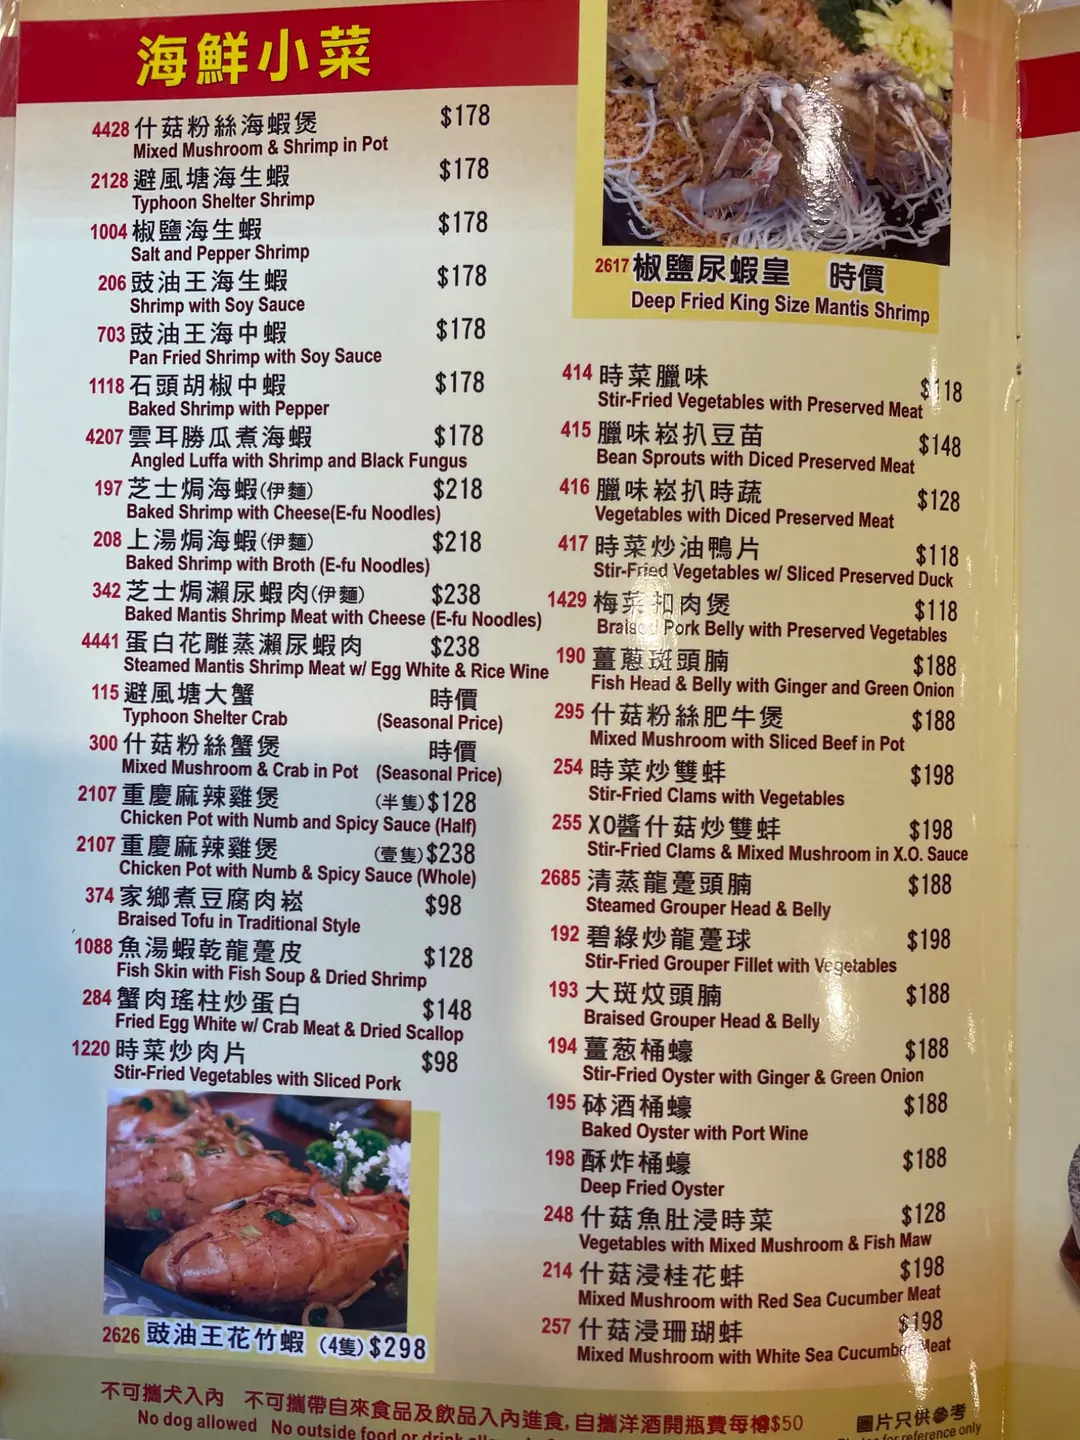 海鮮小菜
4428 什菇粉絲海蝦煲 $178
Mixed Mushroom & Shrimp in Pot
2128 避風塘海生蝦 $178
Typhoon Shelter Shrimp
1004 椒鹽海生蝦 $178
Salt and Pepper Shrimp
206 豉油王海生蝦 $178
Shrimp with Soy Sauce
703 豉油王海中蝦 $178
Pan Fried Shrimp with Soy Sauce
1118 石頭胡椒中蝦 $178
Baked Shrimp with Pepper
4207 雲耳勝瓜煮海蝦 $178
Angled Luffa with Shrimp and Black Fungus
197 芝士焗海蝦(伊麵) $218
Baked Shrimp with Cheese(E-fu Noodles)
208 上湯焗海蝦(伊麵) $218
Baked Shrimp with Broth (E-fu Noodles)
342 芝士焗瀨尿蝦肉(伊麵) $238
Baked Mantis Shrimp Meat with Cheese (E-fu Noodles)
4441 蛋白花雕蒸瀨尿蝦肉 $238
Steamed Mantis Shrimp Meat w/ Egg White & Rice Wine
115 避風塘大蟹 時價
Typhoon Shelter Crab (Seasonal Price)
300 什菇粉絲蟹煲 時價
Mixed Mushroom & Crab in Pot (Seasonal Price)
2107 重慶麻辣雞煲 (半隻)$128
Chicken Pot with Numb and Spicy Sauce (Half)
2107 重慶麻辣雞煲 (壹隻)$238
Chicken Pot with Numb & Spicy Sauce (Whole)
374 家鄉煮豆腐肉崧 $98
Braised Tofu in Traditional Style
1088 魚湯蝦乾龍躉皮 $128
Fish Skin with Fish Soup & Dried Shrimp
284 蟹肉瑤柱炒蛋白 $148
Fried Egg White w/ Crab Meat & Dried Scallop
1220 時菜炒肉片 $98
Stir-Fried Vegetables with Sliced Pork
2626 豉油王花竹蝦 (4隻)$298
2617 椒鹽尿蝦皇 時價
Deep Fried King Size Mantis Shrimp
414 時菜臘味 $118
Stir-Fried Vegetables with Preserved Meat
415 臘味崧扒豆苗 $148
Bean Sprouts with Diced Preserved Meat
416 臘味崧扒時蔬 $128
Vegetables with Diced Preserved Meat
417 時菜炒油鴨片 $118
Stir-Fried Vegetables w/ Sliced Preserved Duck
1429 梅菜扣肉煲 $118
Braised Pork Belly with Preserved Vegetables
190 薑蔥斑頭腩 $188
Fish Head & Belly with Ginger and Green Onion
295 什菇粉絲肥牛煲 $188
Mixed Mushroom with Sliced Beef in Pot
254 時菜炒雙蚌 $198
Stir-Fried Clams with Vegetables
255 XO醬什菇炒雙蚌 $198
Stir-Fried Clams & Mixed Mushroom in X.O. Sauce
2685 清蒸龍躉頭腩 $188
Steamed Grouper Head & Belly
192 碧綠炒龍躉球 $198
Stir-Fried Grouper Fillet with Vegetables
193 大斑炆頭腩 $188
Braised Grouper Head & Belly
194 薑葱桶蠔 $188
Stir-Fried Oyster with Ginger & Green Onion
195 砵酒桶蠔 $188
Baked Oyster with Port Wine
198 酥炸桶蠔 $188
Deep Fried Oyster
248 什菇魚肚浸時菜 $128
Vegetables with Mixed Mushroom & Fish Maw
214 什菇浸桂花蚌 $198
Mixed Mushroom with Red Sea Cucumber Meat
257 什菇浸珊瑚蚌 $198
Mixed Mushroom with White Sea Cucumber Meat
不可攜犬入內 不可攜帶自來食品及飲品入內進食,自攜洋酒開瓶費每樽$50 圖片只供參考
No dog allowed No outside food or drink for reference only